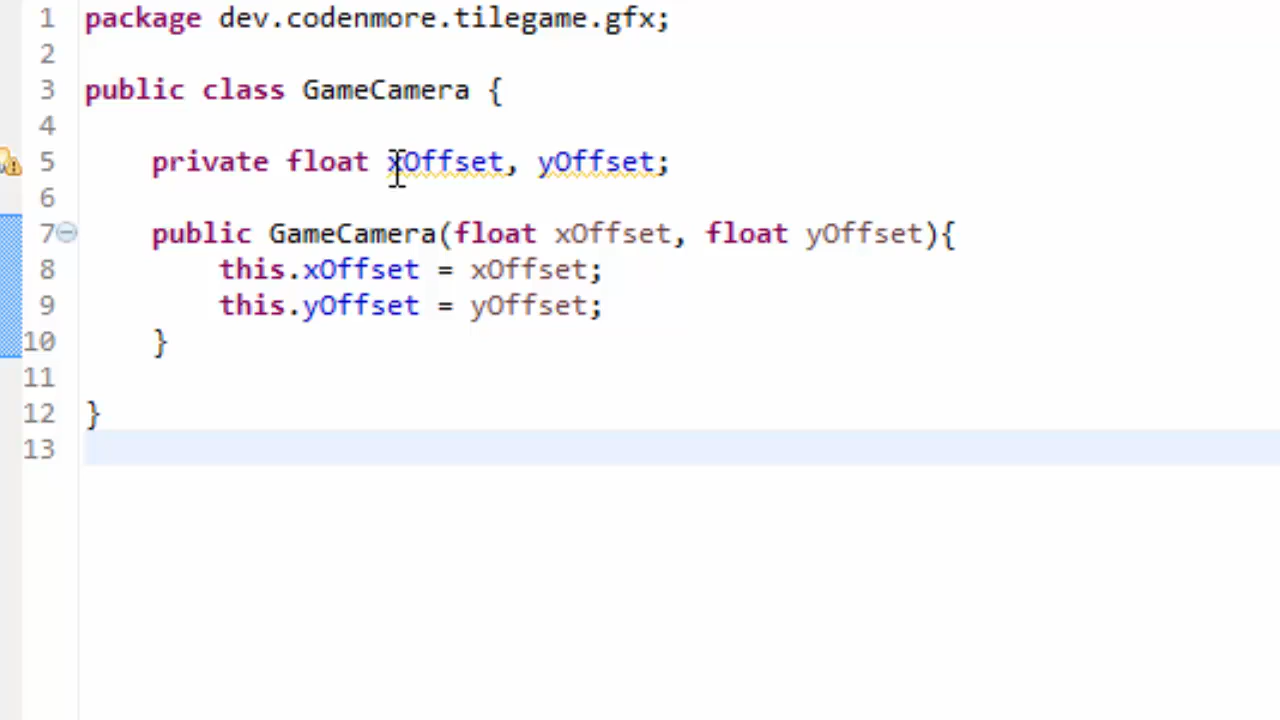 1 package dev.codenmore.tilegame.gfx;
2
3 public class GameCamera {
4
5 private float xOffset, yOffset;
6
7 public GameCamera(float xOffset, float yOffset){
8 this.xOffset = xOffset;
9 this.yOffset = yOffset;
10 }
11
12 }
13